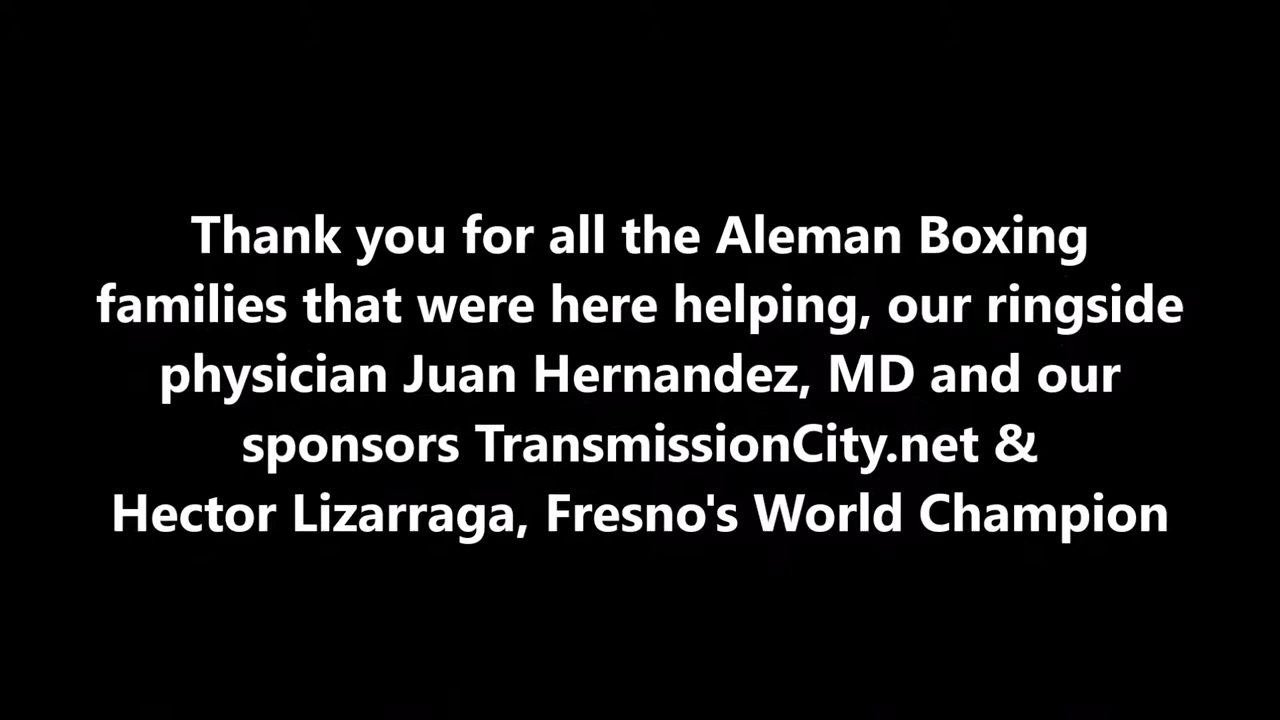 Thank you for all the Aleman Boxing
families that were here helping, our ringside
physician Juan Hernandez, MD and our
sponsors TransmissionCity.net &
Hector Lizarraga, Fresno's World Champion